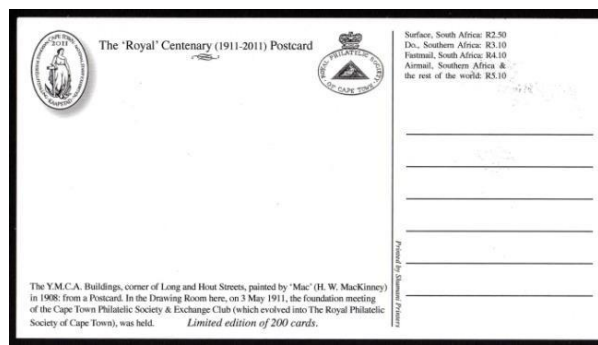 CAPE TOWN
2011
KAAPSTAD
The ‘Royal’ Centenary (1911-2011) Postcard
ROYAL PHILATELIC SOCIETY
OF CAPE TOWN
Surface, South Africa: R2.50
Do., Southern Africa: R3.10
Fastmail, South Africa: R4.10
Airmail, Southern Africa &
the rest of the world: R5.10
The Y.M.C.A. Buildings, corner of Long and Hout Streets, painted by ‘Mac’ (H. W. MacKinney)
in 1908: from a Postcard. In the Drawing Room here, on 3 May 1911, the foundation meeting
of the Cape Town Philatelic Society & Exchange Club (which evolved into The Royal Philatelic
Society of Cape Town), was held. Limited edition of 200 cards.
Printed by Shumani Printers